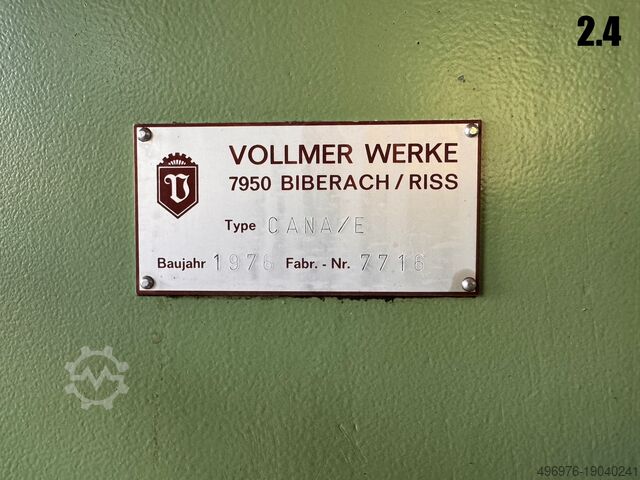 2.4
VOLLMER WERKE
7950 BIBERACH/RISS
Type CANA/E
Baujahr 1976 Fabr. - Nr. 7716
496976-19040241